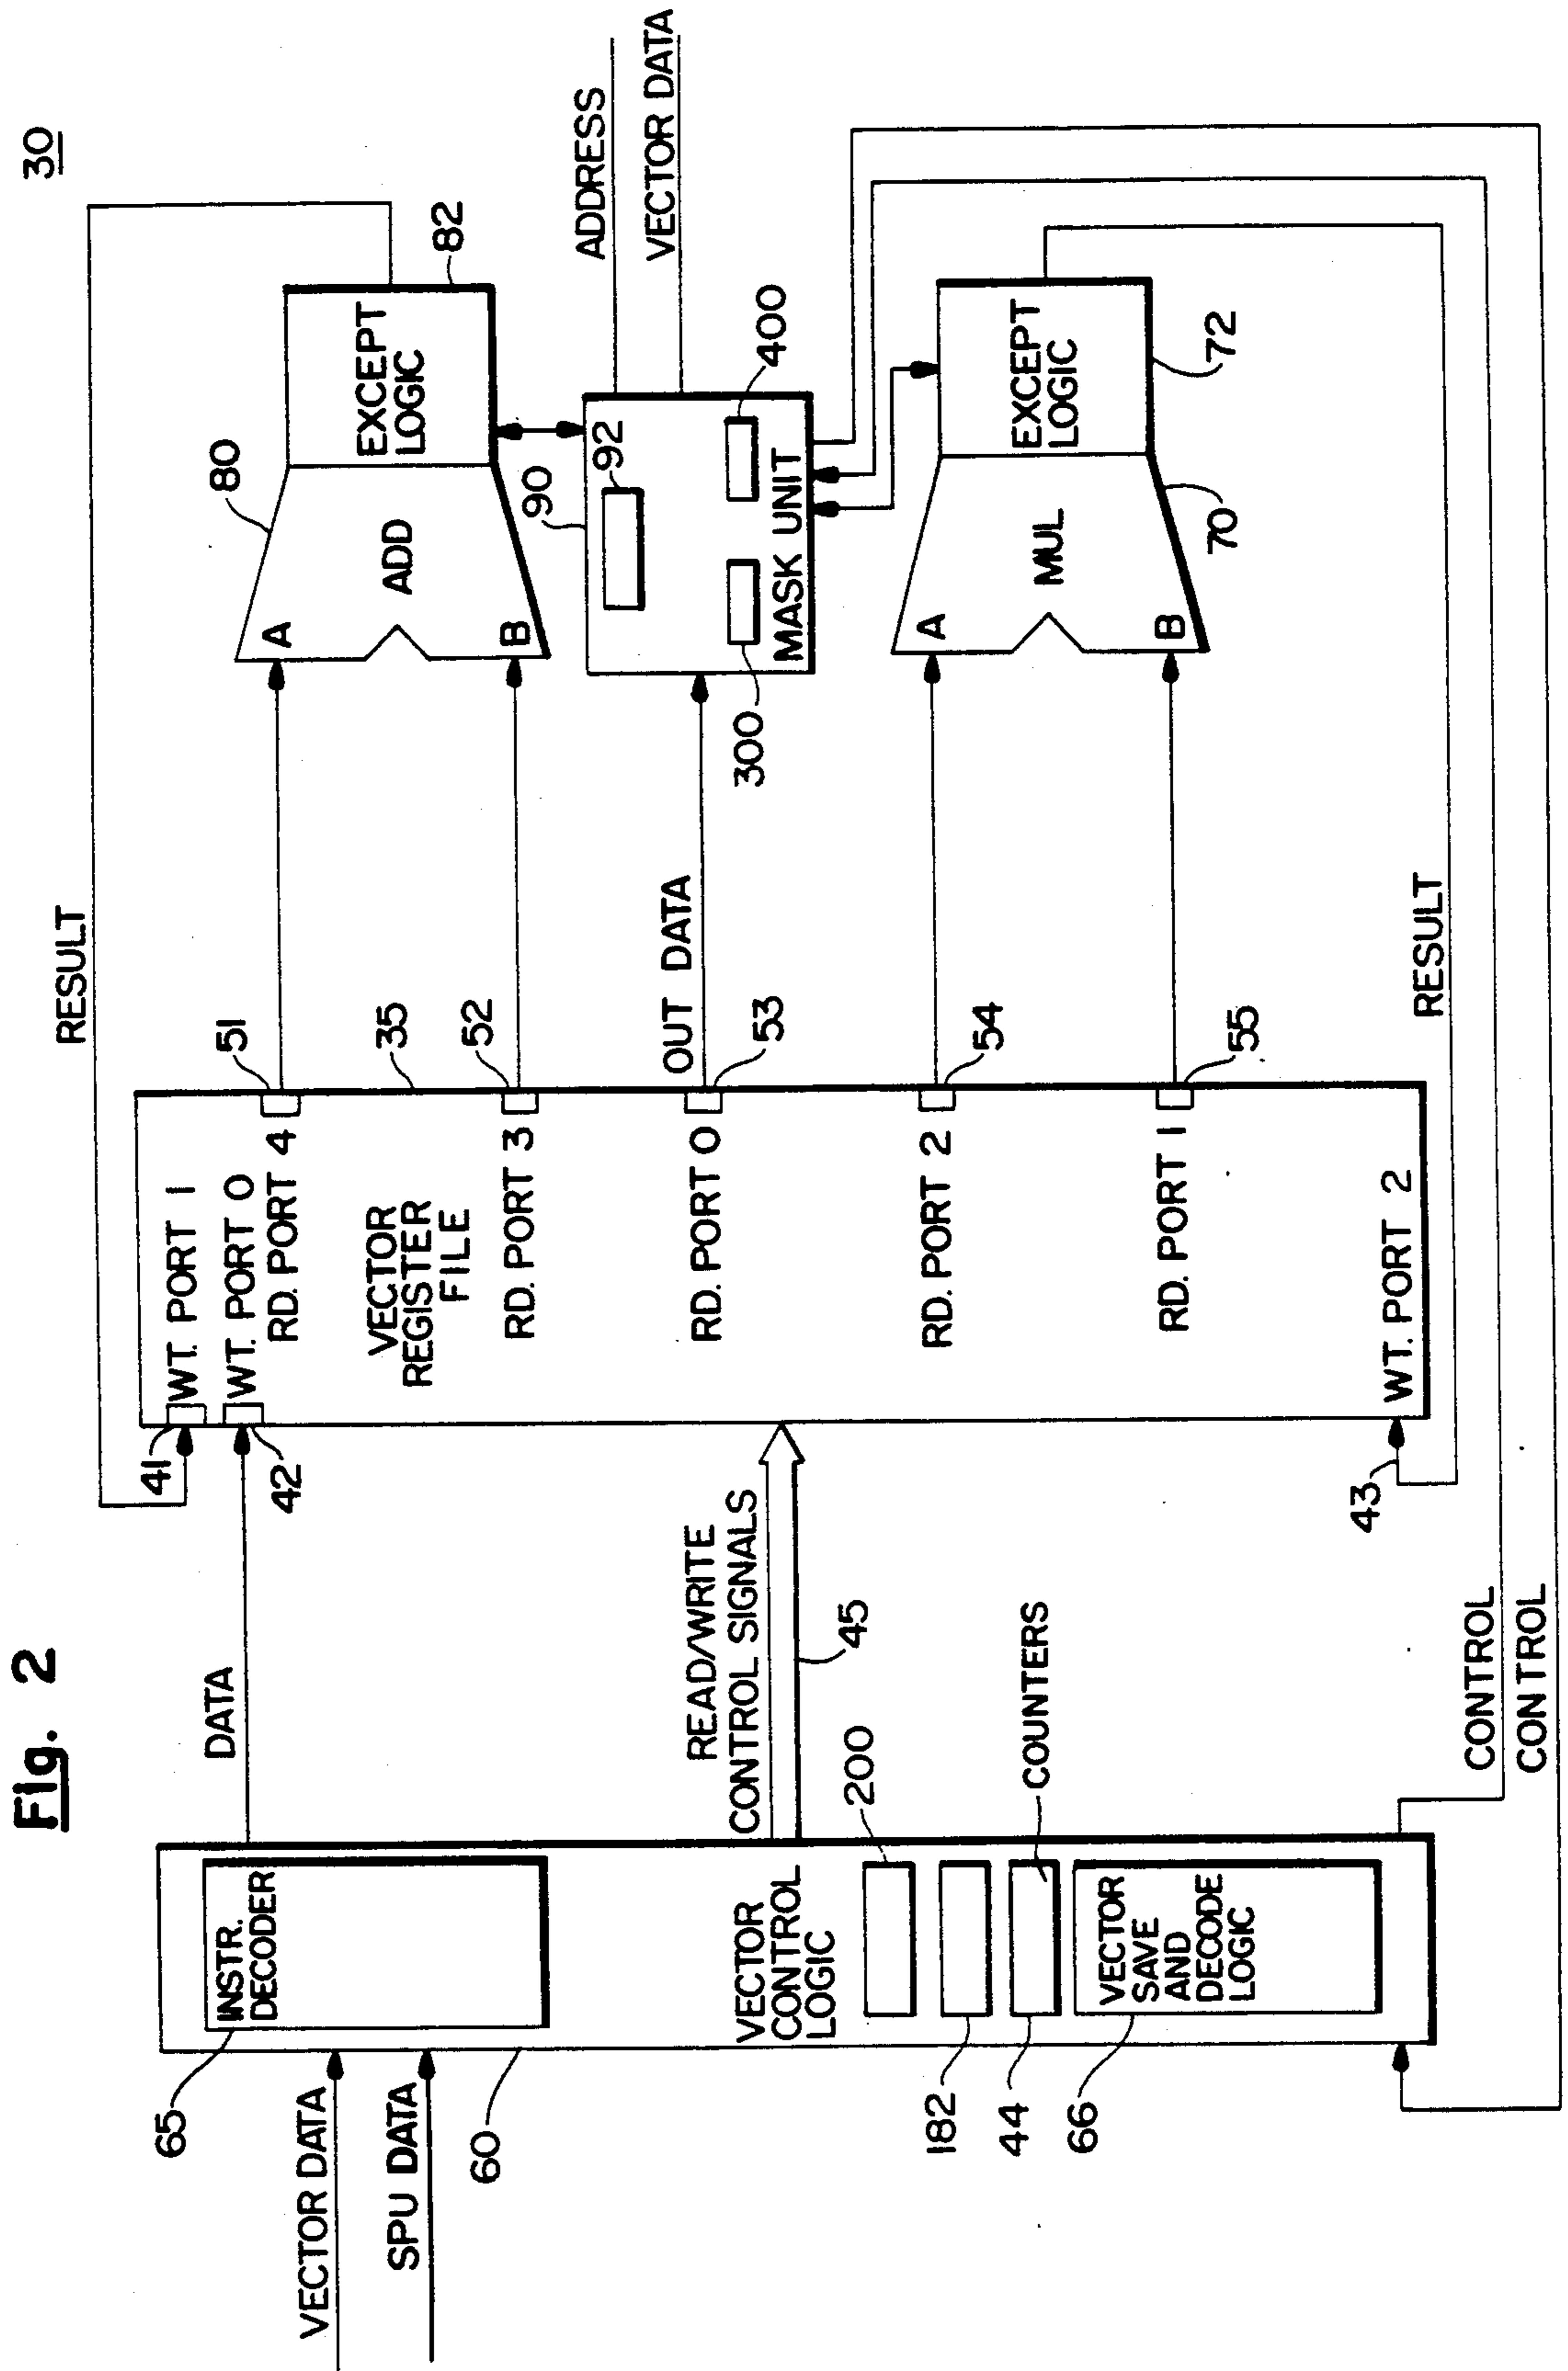 Fig. 2
30
VECTOR DATA
SPU DATA
65
60
INSTR.
DECODER
VECTOR
CONTROL
LOGIC
200
182
44
COUNTERS
66
VECTOR
SAVE
AND
DECODE
LOGIC
DATA
READ/WRITE
CONTROL SIGNALS
45
CONTROL
CONTROL
RESULT
41
42
43
WT. PORT 1
WT. PORT 0
RD. PORT 4
VECTOR
REGISTER
FILE
RD. PORT 3
RD. PORT 0
RD. PORT 2
RD. PORT 1
WT. PORT 2
51
35
52
OUT DATA
53
54
55
RESULT
80
A
ADD
B
EXCEPT
LOGIC
82
90
92
300
400
MASK UNIT
ADDRESS
VECTOR DATA
A
MUL
B
EXCEPT
LOGIC
70
72